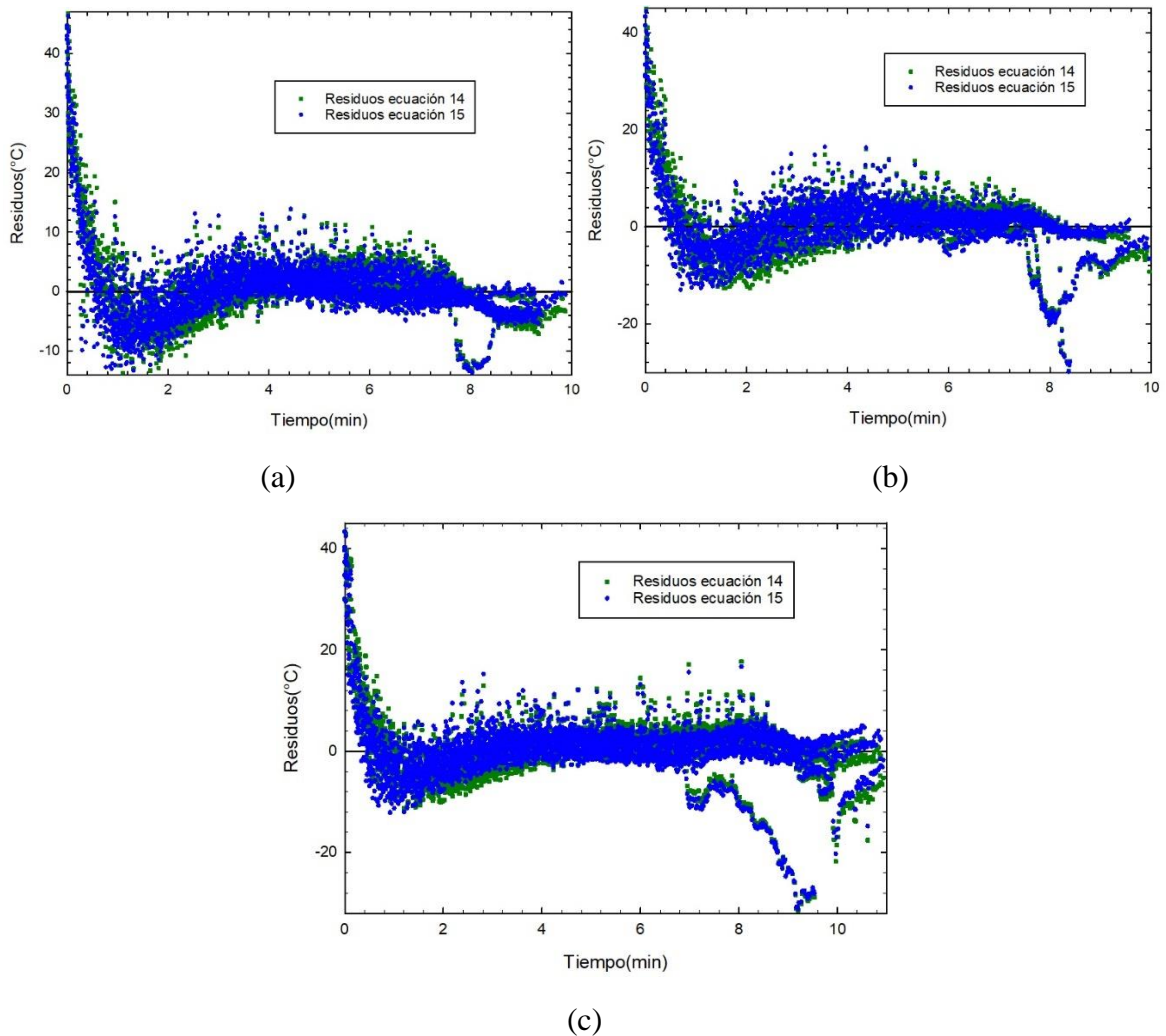 40
30
20
10
0
-10
Residuos(°C)
Residuos ecuación 14
Residuos ecuación 15
0 2 4 6 8 10
Tiempo(min)
(a)
40
20
0
-20
Residuos(°C)
Residuos ecuación 14
Residuos ecuación 15
0 2 4 6 8 10
Tiempo(min)
(b)
40
20
0
-20
Residuos(°C)
Residuos ecuación 14
Residuos ecuación 15
0 2 4 6 8 10
Tiempo(min)
(c)